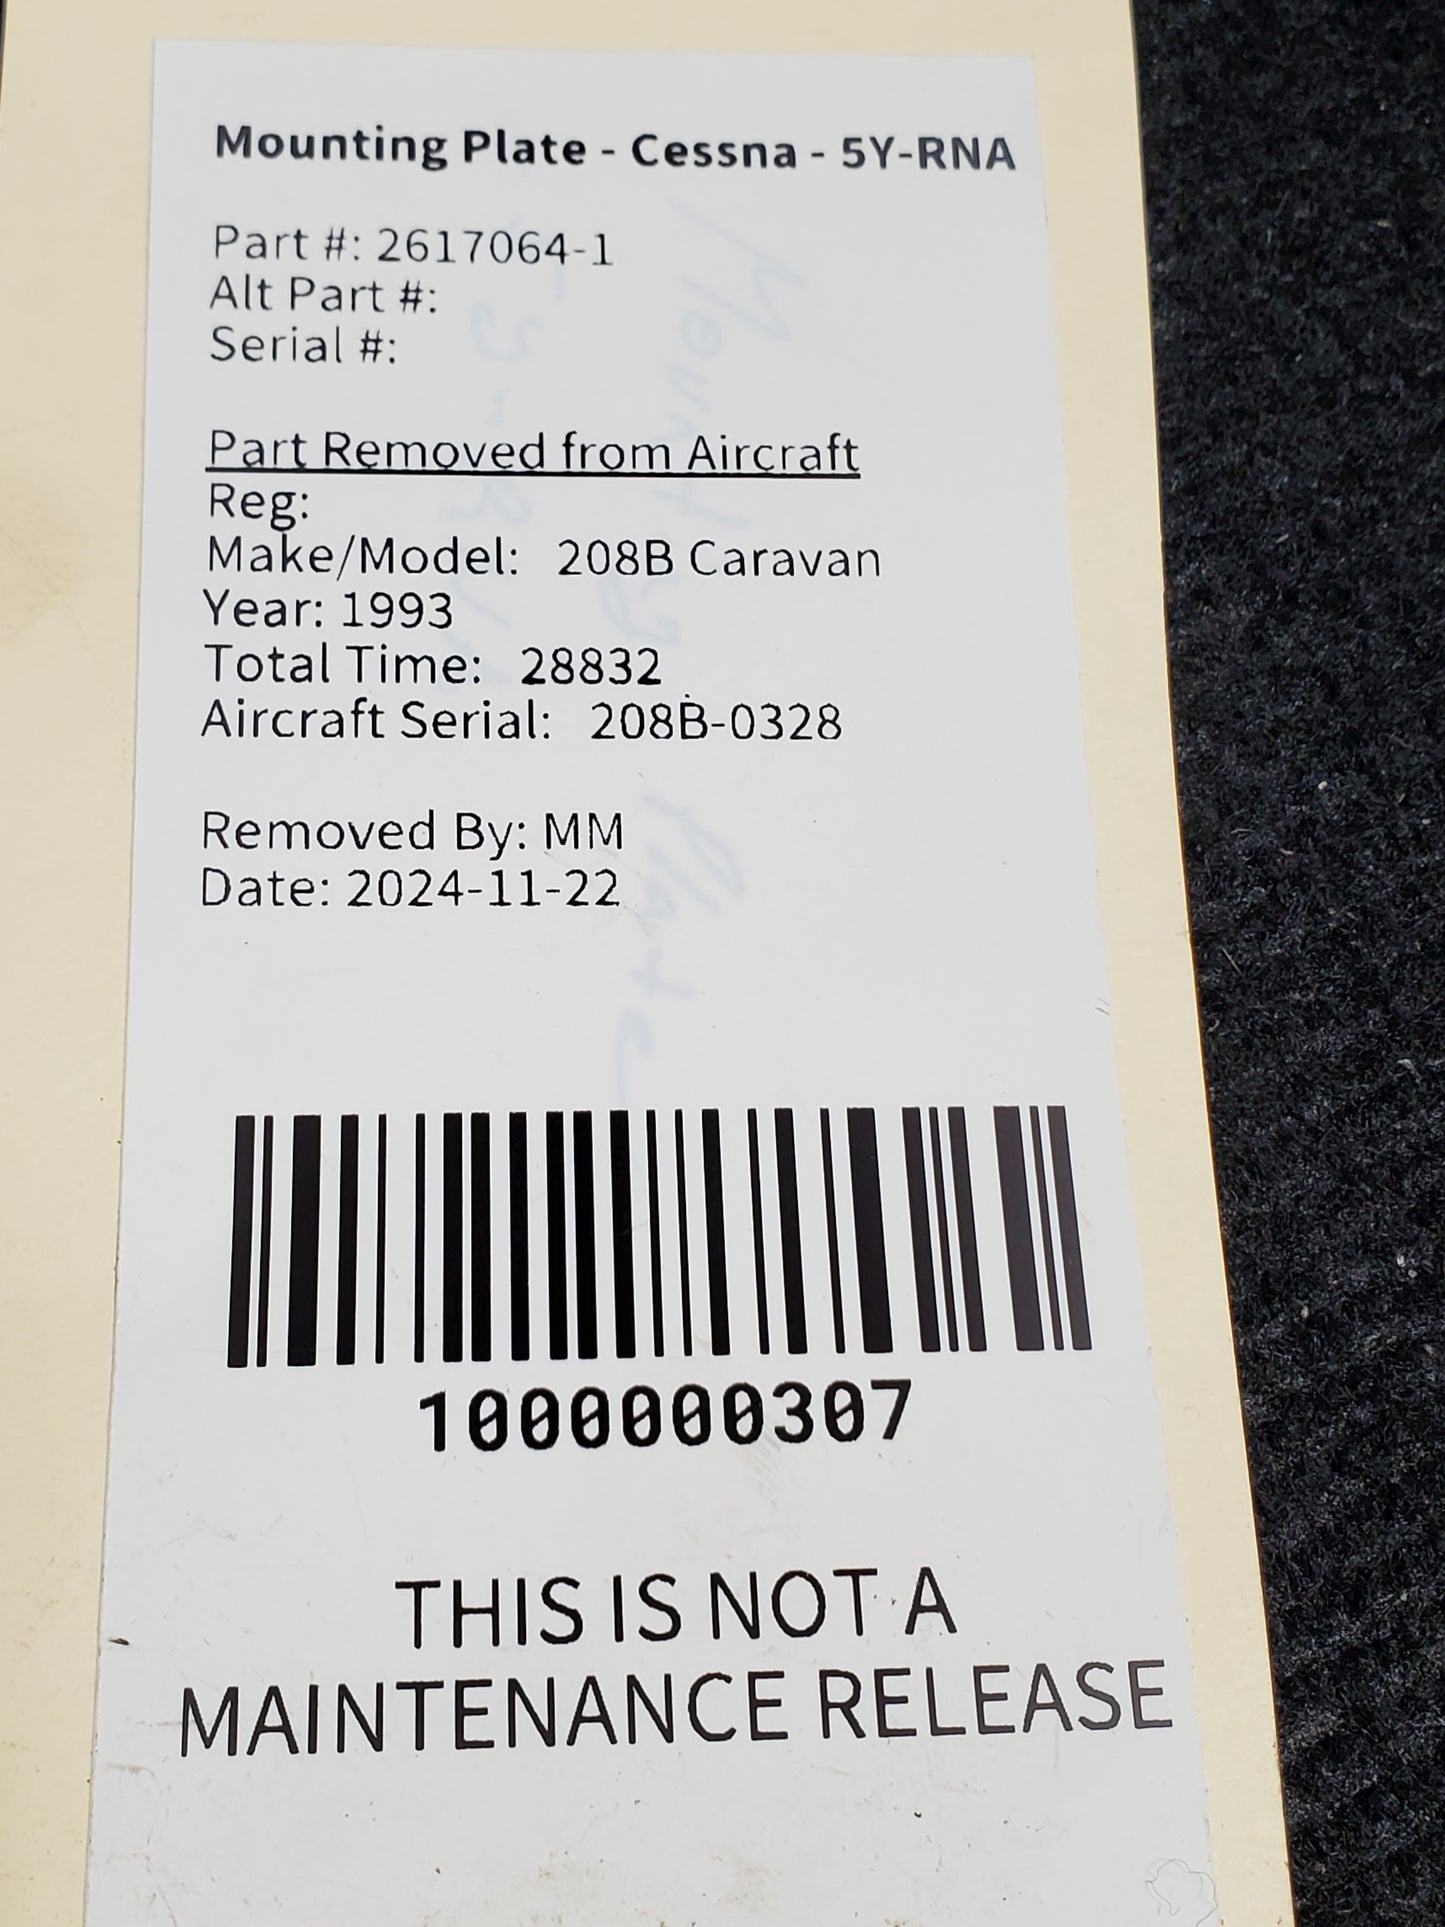 Mounting Plate - Cessna - 5Y-RNA
Part #: 2617064-1
Alt Part #:
Serial #:
Part Removed from Aircraft
Reg:
Make/Model: 208B Caravan
Year: 1993
Total Time: 28832
Aircraft Serial: 208B-0328
Removed By: MM
Date: 2024-11-22
1000000307
THIS IS NOT A
MAINTENANCE RELEASE
Mounting Plate